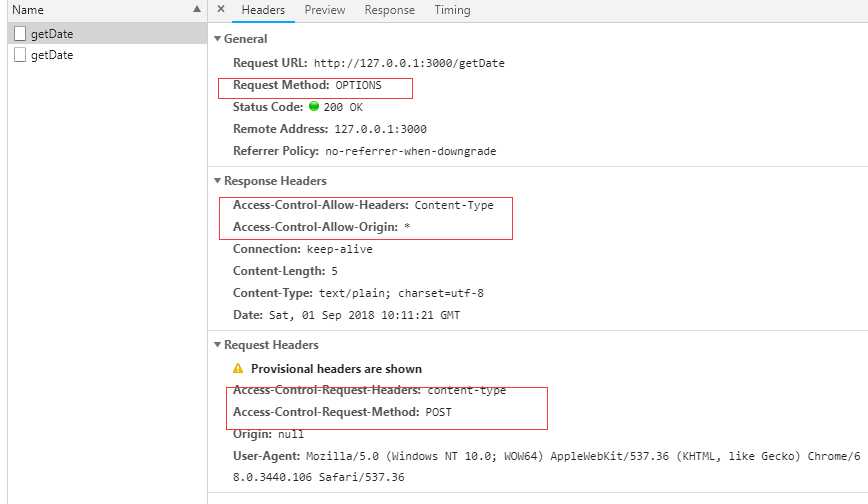 Name
getDate
getDate
× Headers Preview Response Timing
General
Request URL: http://127.0.0.1:3000/getDate
Request Method: OPTIONS
Status Code: 200 OK
Remote Address: 127.0.0.1:3000
Referrer Policy: no-referrer-when-downgrade
Response Headers
Access-Control-Allow-Headers: Content-Type
Access-Control-Allow-Origin: *
Connection: keep-alive
Content-Length: 5
Content-Type: text/plain; charset=utf-8
Date: Sat, 01 Sep 2018 10:11:21 GMT
Request Headers
Provisional headers are shown
Access-Control-Request-Headers: content-type
Access-Control-Request-Method: POST
Origin: null
User-Agent: Mozilla/5.0 (Windows NT 10.0; WOW64) AppleWebKit/537.36 (KHTML, like Gecko) Chrome/6
8.0.3440.106 Safari/537.36